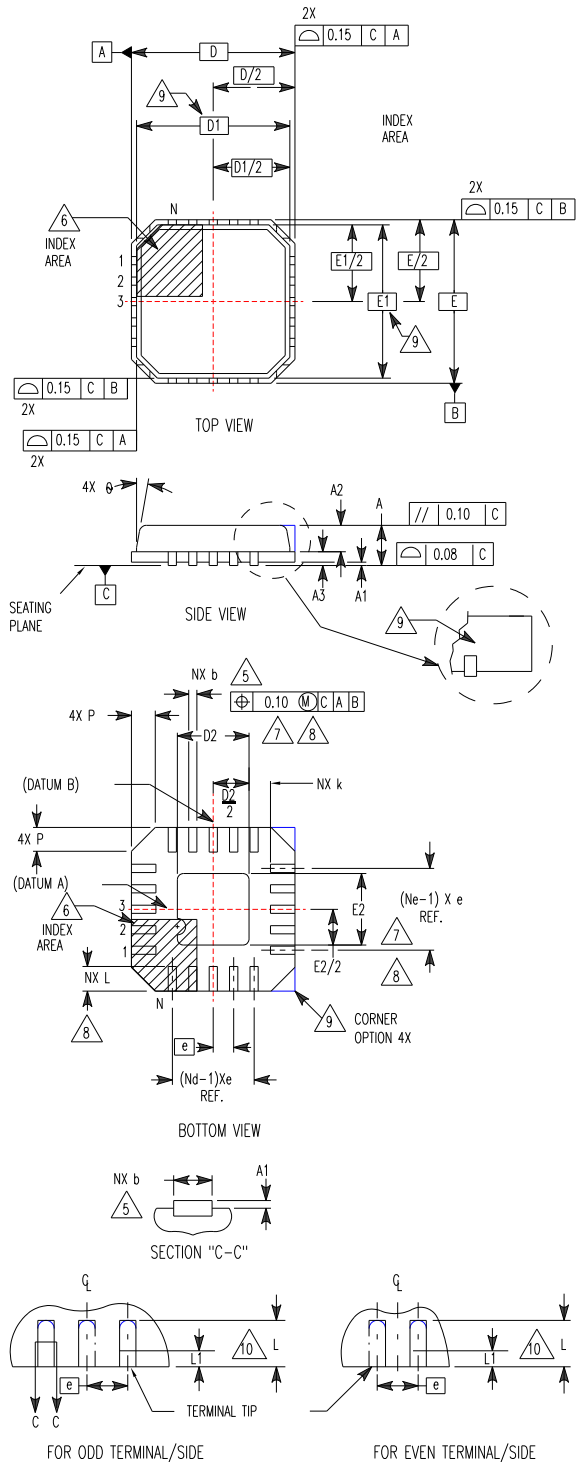 2X
0.15 C A
A
D
D/2
9
D1
INDEX
AREA
D1/2
2X
0.15 C B
6
N
INDEX
AREA
1
2
3
E1/2
E/2
E1
E
9
0.15 C B
2X
B
0.15 C A
2X
TOP VIEW
4X θ
A2
A
// 0.10 C
0.08 C
C
A3
A1
SEATING
PLANE
SIDE VIEW
9
NX b
5
4X P
0.10 M C A B
7
8
D2
(DATUM B)
D2
2
NX k
4X P
(DATUM A)
3
6
INDEX
AREA
2
1
E2
(Ne-1) X e
REF.
7
E2/2
NX L
8
8
N
9
CORNER
OPTION 4X
e
(Nd-1)Xe
REF.
BOTTOM VIEW
NX b
A1
5
SECTION "C-C"
CL
CL
10
L
L1
10
L
L1
e
e
C C
TERMINAL TIP
FOR ODD TERMINAL/SIDE
FOR EVEN TERMINAL/SIDE